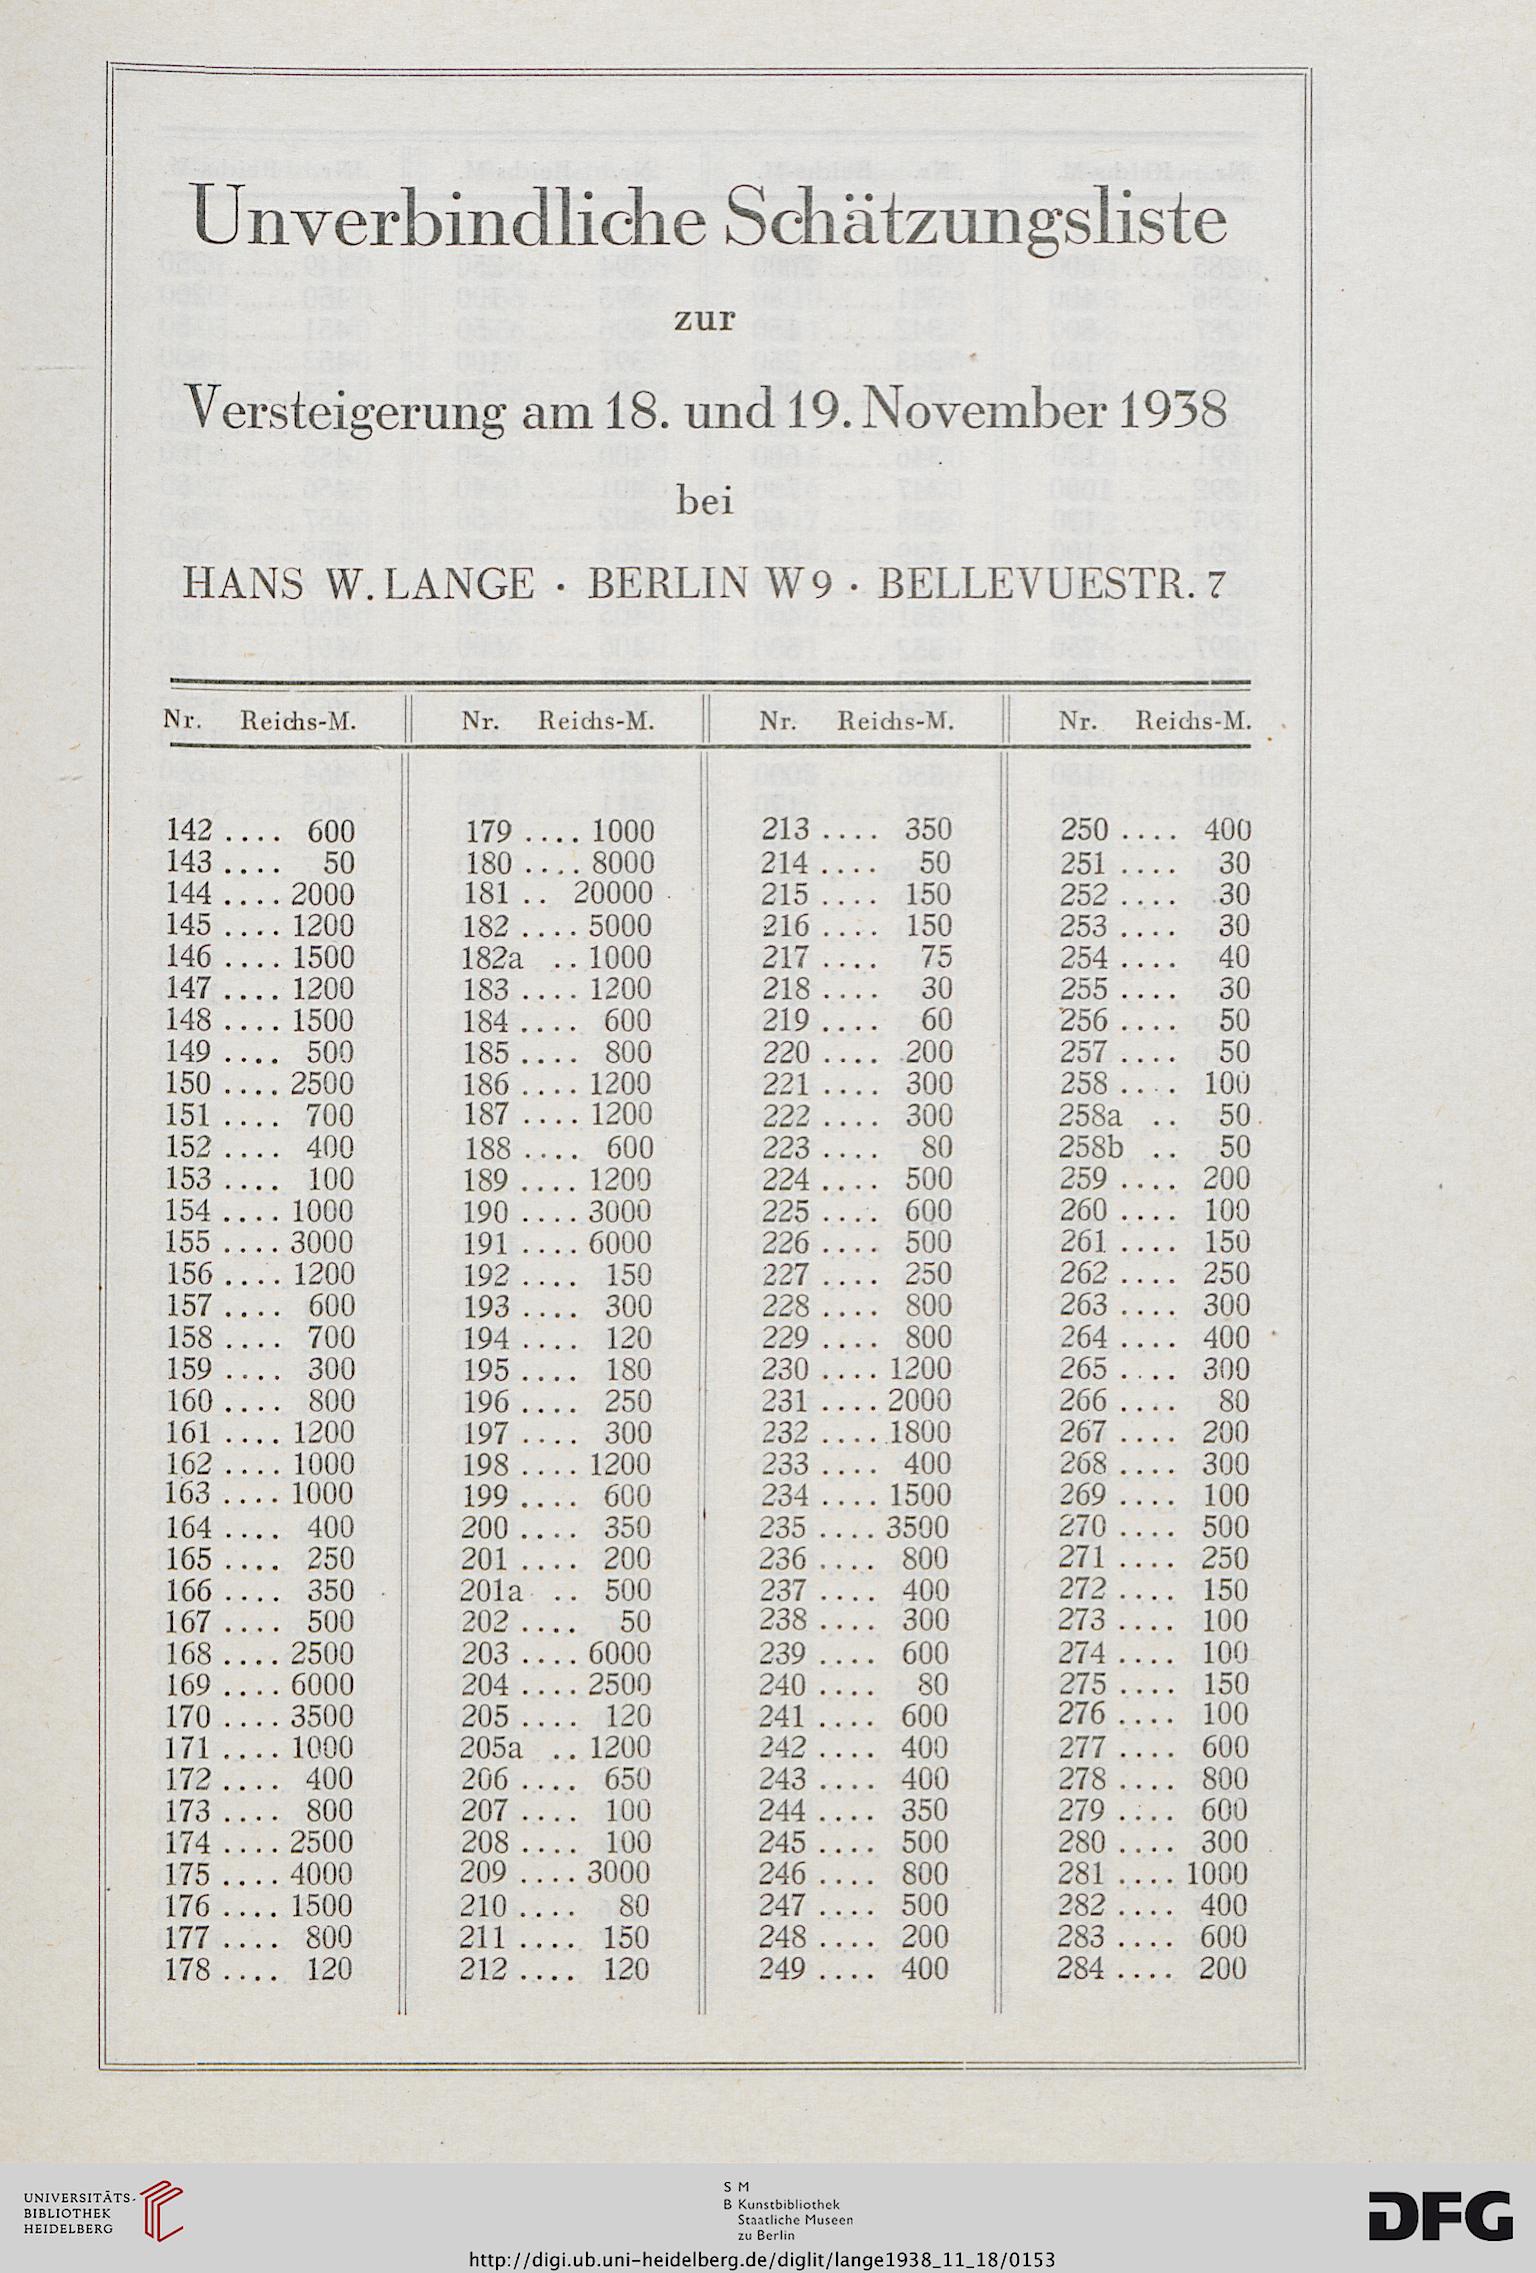 Unverbindliche Schätzungsliste
zur
Versteigerung am 18. und 19. November 1938
bei
HANS W. LANGE · BERLIN W 9 · BELLEVUESTR. 7
Nr. Reichs-M.
142 .... 600
143 .... 50
144 .... 2000
145 .... 1200
146 .... 1500
147 .... 1200
148 .... 1500
149 .... 500
150 .... 2500
151 .... 700
152 .... 400
153 .... 100
154 .... 1000
155 .... 3000
156 .... 1200
157 .... 600
158 .... 700
159 .... 300
160 .... 800
161 .... 1200
162 .... 1000
163 .... 1000
164 .... 400
165 .... 250
166 .... 350
167 .... 500
168 .... 2500
169 .... 6000
170 .... 3500
171 .... 1000
172 .... 400
173 .... 800
174 .... 2500
175 .... 4000
176 .... 1500
177 .... 800
178 .... 120
Nr. Reichs-M.
179 .... 1000
180 .... 8000
181 .. 20000
182 .... 5000
182a .. 1000
183 .... 1200
184 .... 600
185 .... 800
186 .... 1200
187 .... 1200
188 .... 600
189 .... 1200
190 .... 3000
191 .... 6000
192 .... 150
193 .... 300
194 .... 120
195 .... 180
196 .... 250
197 .... 300
198 .... 1200
199 .... 600
200 .... 350
201 .... 200
201a .. 500
202 .... 50
203 .... 6000
204 .... 2500
205 .... 120
205a .. 1200
206 .... 650
207 .... 100
208 .... 100
209 .... 3000
210 .... 80
211 .... 150
212 .... 120
Nr. Reichs-M.
213 .... 350
214 .... 50
215 .... 150
216 .... 150
217 .... 75
218 .... 30
219 .... 60
220 .... 200
221 .... 300
222 .... 300
223 .... 80
224 .... 500
225 .... 600
226 .... 500
227 .... 250
228 .... 800
229 .... 800
230 .... 1200
231 .... 2000
232 .... 1800
233 .... 400
234 .... 1500
235 .... 3500
236 .... 800
237 .... 400
238 .... 300
239 .... 600
240 .... 80
241 .... 600
242 .... 400
243 .... 400
244 .... 350
245 .... 500
246 .... 800
247 .... 500
248 .... 200
249 .... 400
Nr. Reichs-M.
250 .... 400
251 .... 30
252 .... 30
253 .... 30
254 .... 40
255 .... 30
256 .... 50
257 .... 50
258 .... 100
258a .. 50
258b .. 50
259 .... 200
260 .... 100
261 .... 150
262 .... 250
263 .... 300
264 .... 400
265 .... 300
266 .... 80
267 .... 200
268 .... 300
269 .... 100
270 .... 500
271 .... 250
272 .... 150
273 .... 100
274 .... 100
275 .... 150
276 .... 100
277 .... 600
278 .... 800
279 .... 600
280 .... 300
281 .... 1000
282 .... 400
283 .... 600
284 .... 200
UNIVERSITÄTS-
BIBLIOTHEK
HEIDELBERG
S M
B Kunstbibliothek
Staatliche Museen
zu Berlin
DFG
http://digi.ub.uni-heidelberg.de/diglit/lange1938_11_18/0153